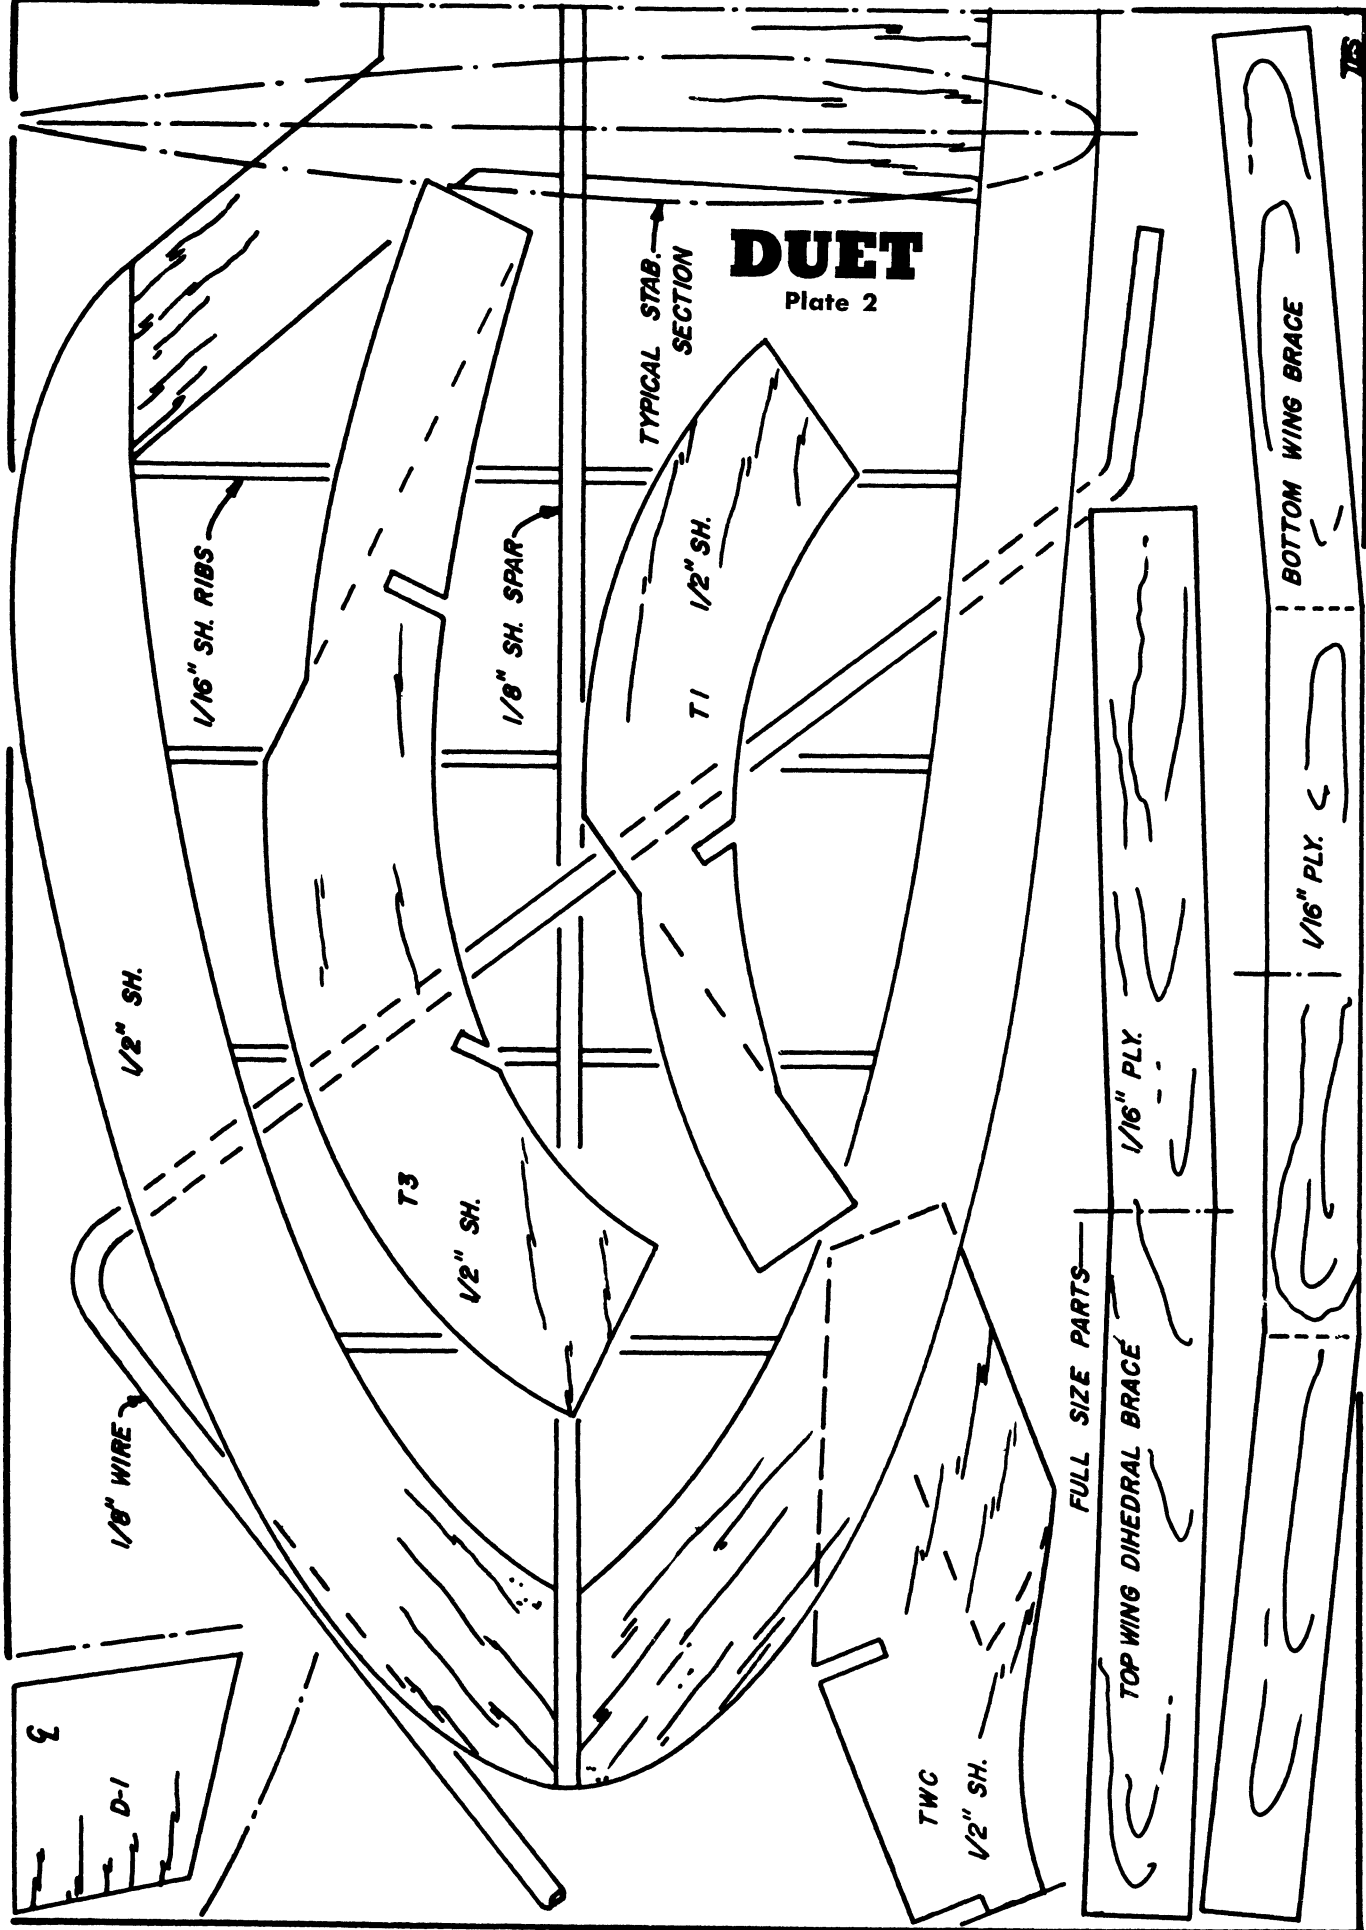 DUET
Plate 2
TYPICAL STAB.
SECTION
BOTTOM WING BRACE
1/16" SH. RIBS
1/8" SH. SPAR
1/2" SH.
T1
1/16" PLY.
1/2" SH.
1/16" PLY.
T3
1/2" SH.
FULL SIZE PARTS
TOP WING DIHEDRAL BRACE
1/8" WIRE
D-1
TWC
1/2" SH.